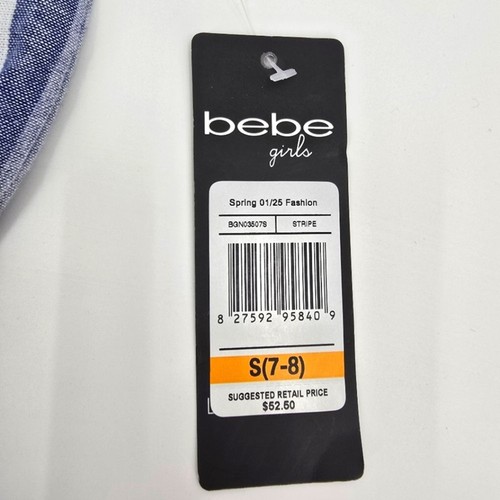 bebe
girls
Spring 01/25 Fashion
BGN03507S STRIPE
8 27592 95840 9
S(7-8)
SUGGESTED RETAIL PRICE
$52.50